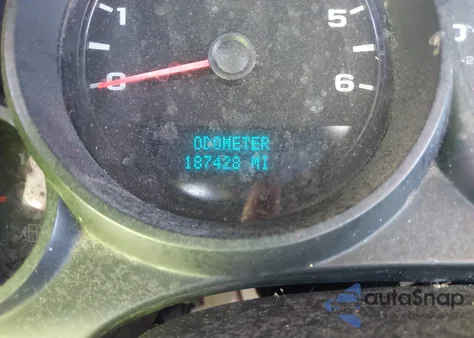 1 5
0 6
ODOMETER
187428 MI
autoSnap